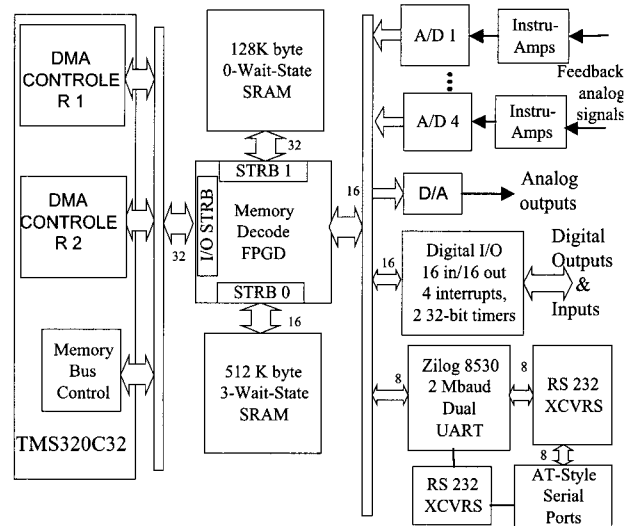 DMA
CONTROLE
R 1
DMA
CONTROLE
R 2
Memory
Bus
Control
TMS320C32
128K byte
0-Wait-State
SRAM
32
STRB 1
I/O STRB
Memory
Decode
FPGD
STRB 0
32
16
16
512 K byte
3-Wait-State
SRAM
A/D 1
Instru-
Amps
Feedback
analog
signals
A/D 4
Instru-
Amps
D/A
Analog
outputs
16
Digital I/O
16 in/16 out
4 interrupts,
2 32-bit timers
Digital
Outputs
&
Inputs
8
Zilog 8530
2 Mbaud
Dual
UART
8
RS 232
XCVRS
8
RS 232
XCVRS
AT-Style
Serial
Ports